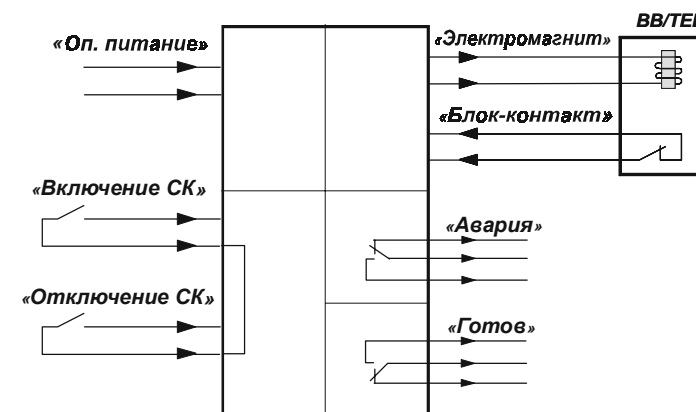 «Оп. питание»
«Включение СК»
«Отключение СК»
«Электромагнит»
«Блок-контакт»
«Авария»
«Готов»
BB/TEL